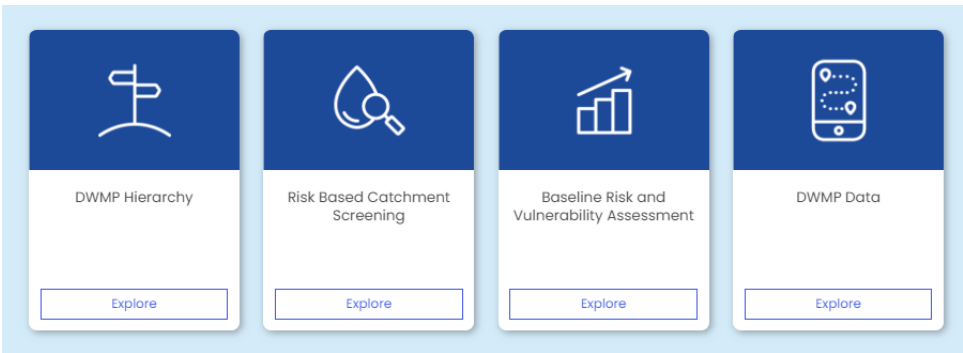 DWMP Hierarchy
Explore
Risk Based Catchment
Screening
Explore
Baseline Risk and
Vulnerability Assessment
Explore
DWMP Data
Explore